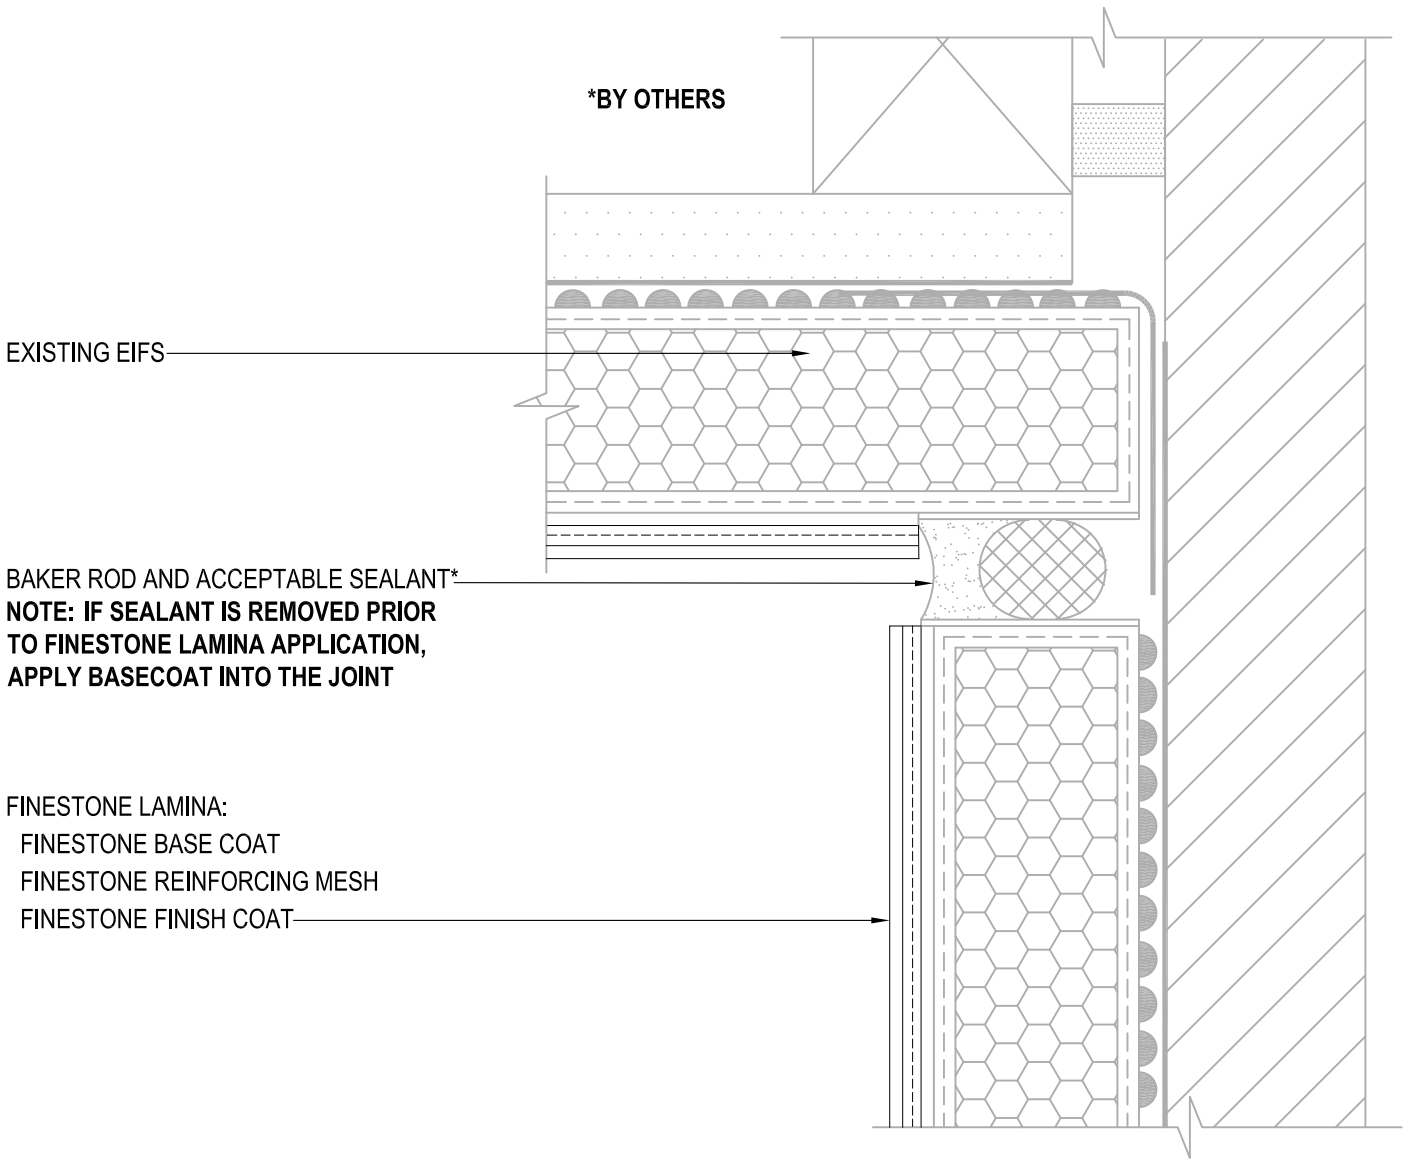 *BY OTHERS
EXISTING EIFS
BAKER ROD AND ACCEPTABLE SEALANT*
NOTE: IF SEALANT IS REMOVED PRIOR
TO FINESTONE LAMINA APPLICATION,
APPLY BASECOAT INTO THE JOINT
FINESTONE LAMINA:
FINESTONE BASE COAT
FINESTONE REINFORCING MESH
FINESTONE FINISH COAT